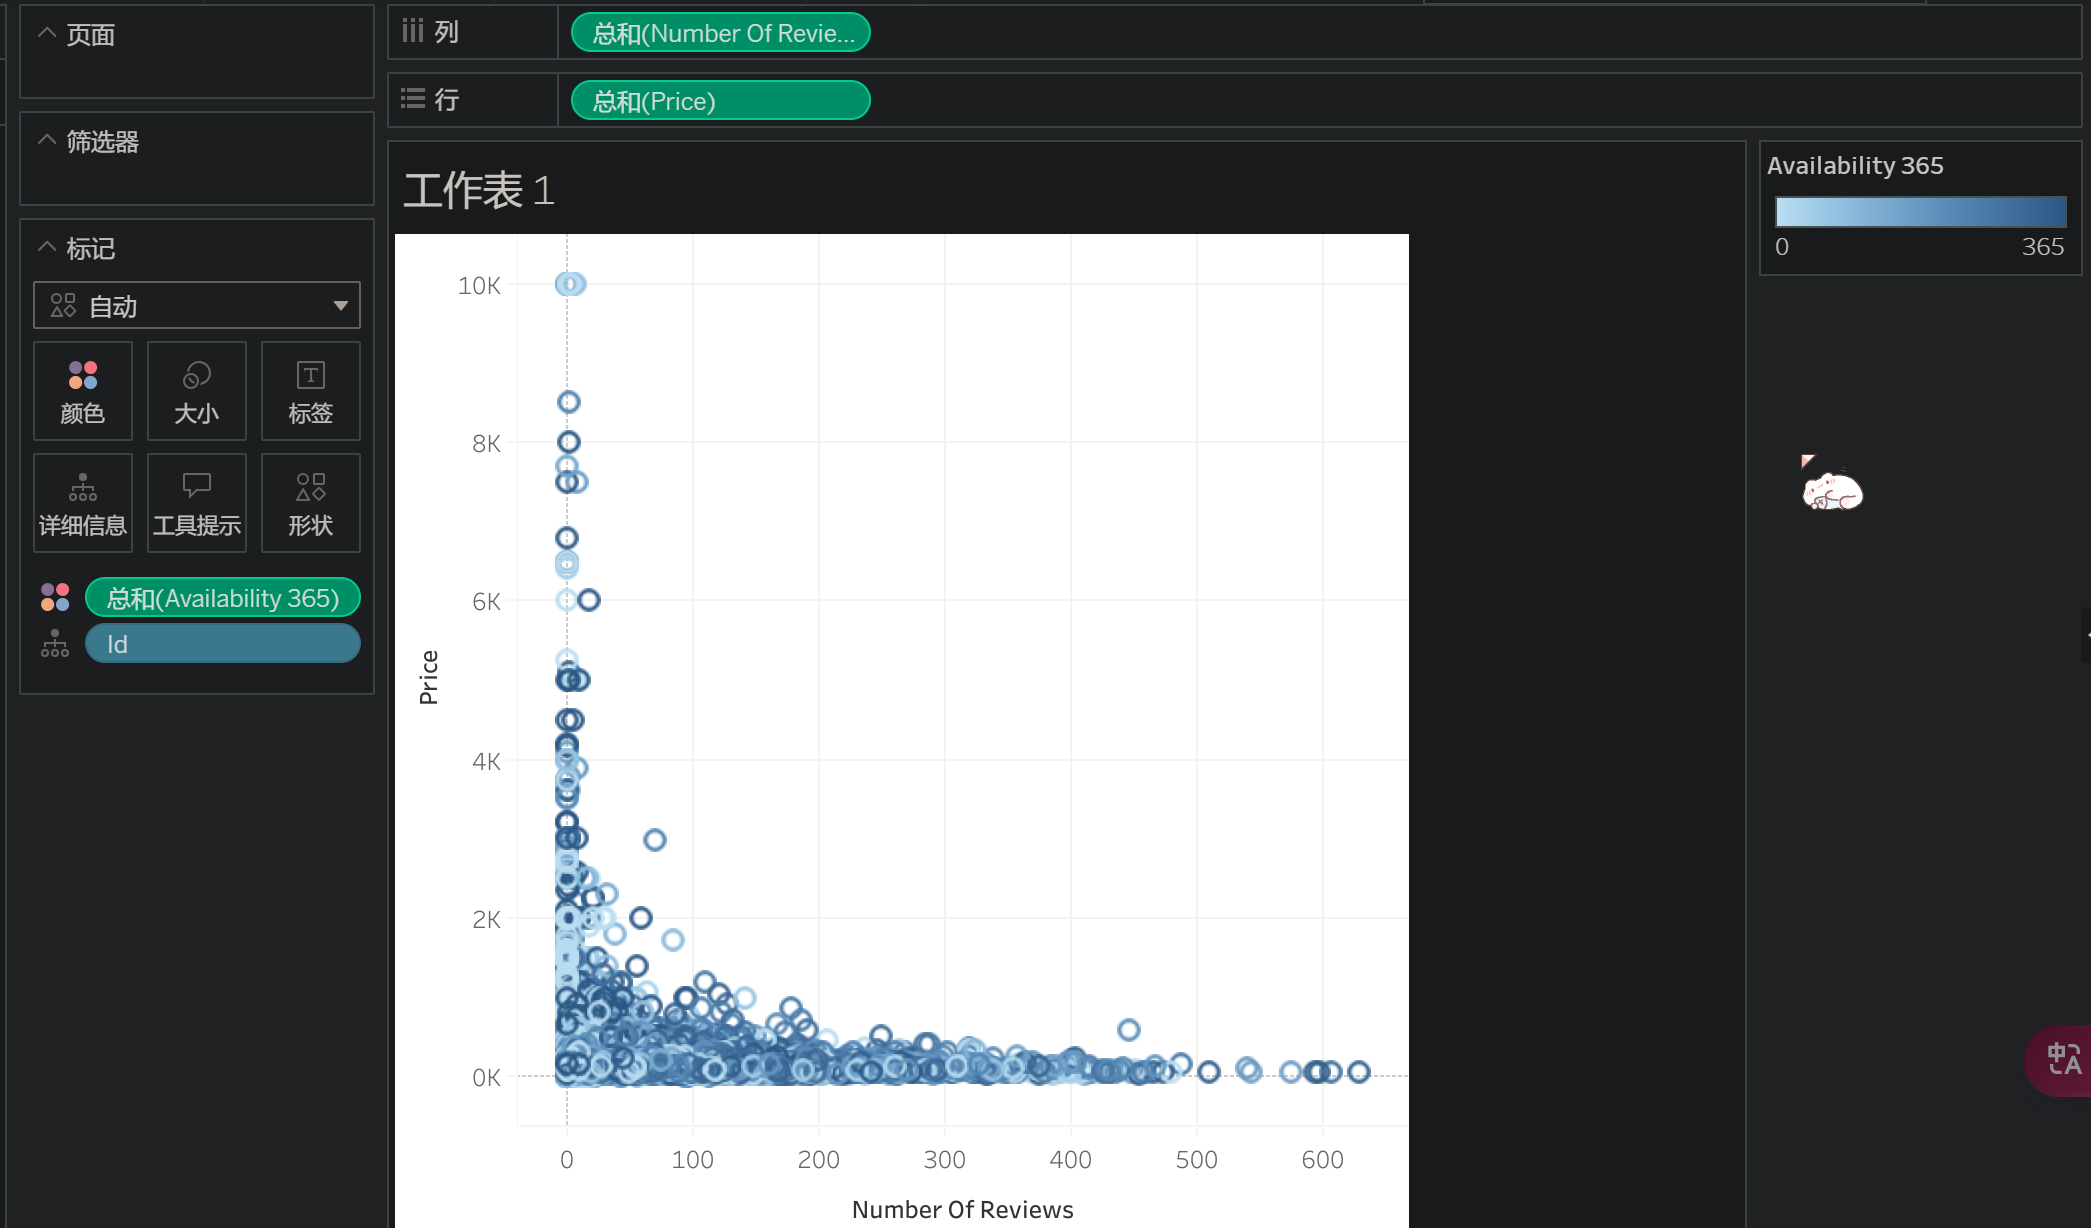 页面
筛选器
标记
自动
颜色
大小
标签
详细信息
工具提示
形状
总和(Availability 365)
Id
列
总和(Number Of Revie...
行
总和(Price)
工作表 1
10K
8K
6K
4K
2K
0K
Price
0
100
200
300
400
500
600
Number Of Reviews
Availability 365
0
365
中A